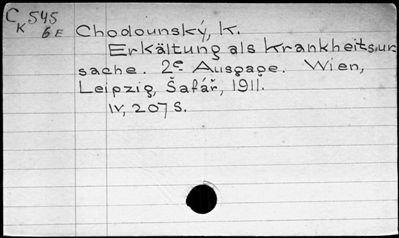 C 545 Chodounský, K.
K 6E
Erkältung als Krankheitsur
sache. 2e Ausgabe. Wien,
Leipzig, Šafář, 1911.
IV, 207 S.